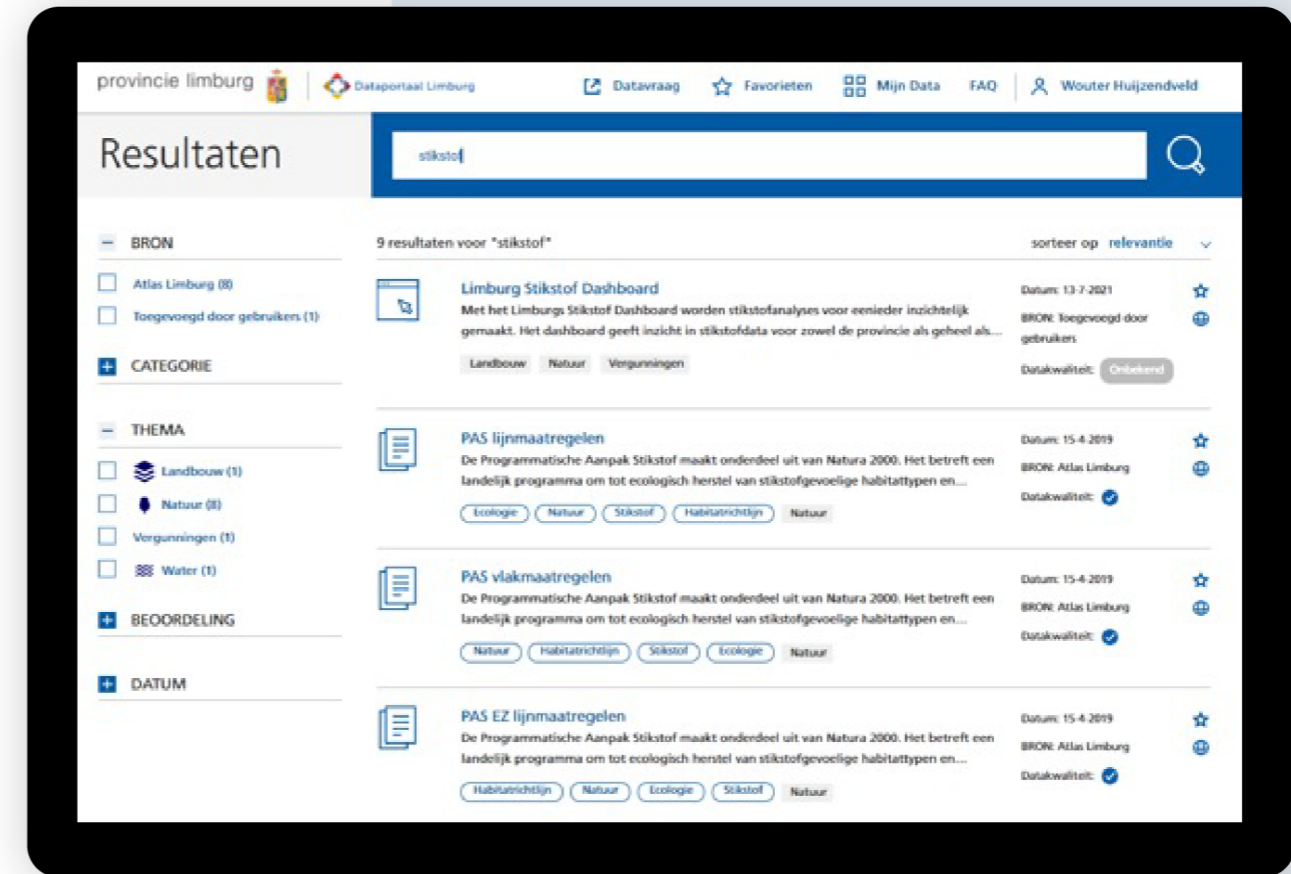 provincie limburg
Dataportaal Limburg
Datavraag
Favorieten
Mijn Data
FAQ
Wouter Huijzendveld
Resultaten
stikstof
BRON
Atlas Limburg (8)
Toegevoegd door gebruikers (1)
CATEGORIE
THEMA
Landbouw (1)
Natuur (8)
Vergunningen (1)
Water (1)
BEOORDELING
DATUM
9 resultaten voor "stikstof"
sorteer op relevantie
Limburg Stikstof Dashboard
Met het Limburgs Stikstof Dashboard worden stikstofanalyses voor eenieder inzichtelijk
gemaakt. Het dashboard geeft inzicht in stikstofdata voor zowel de provincie als geheel als...
Landbouw Natuur Vergunningen
Datum: 13-7-2021
BRON: Toegevoegd door
gebruikers
Datakwaliteit: Onbekend
PAS lijnmaatregelen
De Programmatische Aanpak Stikstof maakt onderdeel uit van Natura 2000. Het betreft een
landelijk programma om tot ecologisch herstel van stikstofgevoelige habitattypen en...
Ecologie Natuur Stikstof Habitatrichtlijn Natuur
Datum: 15-4-2019
BRON: Atlas Limburg
Datakwaliteit:
PAS vlakmaatregelen
De Programmatische Aanpak Stikstof maakt onderdeel uit van Natura 2000. Het betreft een
landelijk programma om tot ecologisch herstel van stikstofgevoelige habitattypen en...
Natuur Habitatrichtlijn Stikstof Ecologie Natuur
Datum: 15-4-2019
BRON: Atlas Limburg
Datakwaliteit:
PAS EZ lijnmaatregelen
De Programmatische Aanpak Stikstof maakt onderdeel uit van Natura 2000. Het betreft een
landelijk programma om tot ecologisch herstel van stikstofgevoelige habitattypen en...
Habitatrichtlijn Natuur Ecologie Stikstof Natuur
Datum: 15-4-2019
BRON: Atlas Limburg
Datakwaliteit: